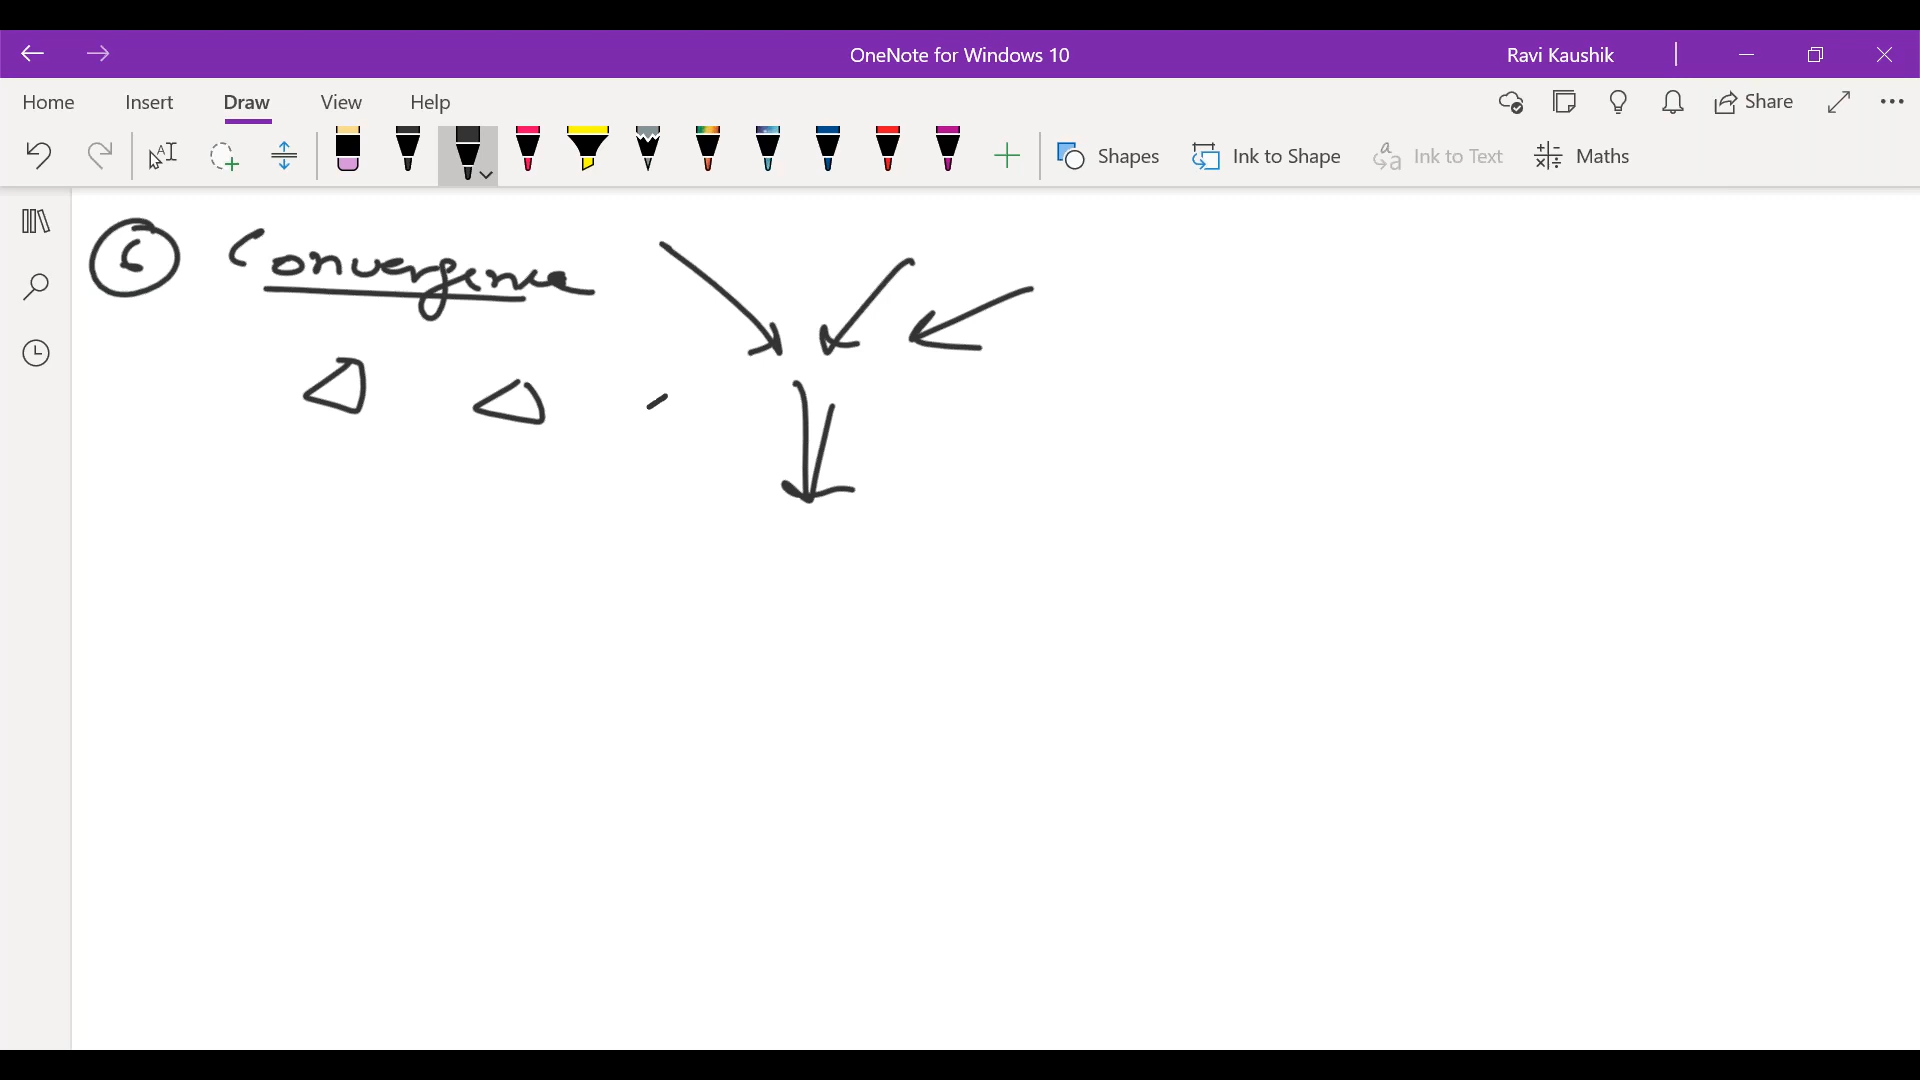 OneNote for Windows 10 Ravi Kaushik
Home Insert Draw View Help Share
Shapes Ink to Shape Ink to Text Maths
6 Convergence